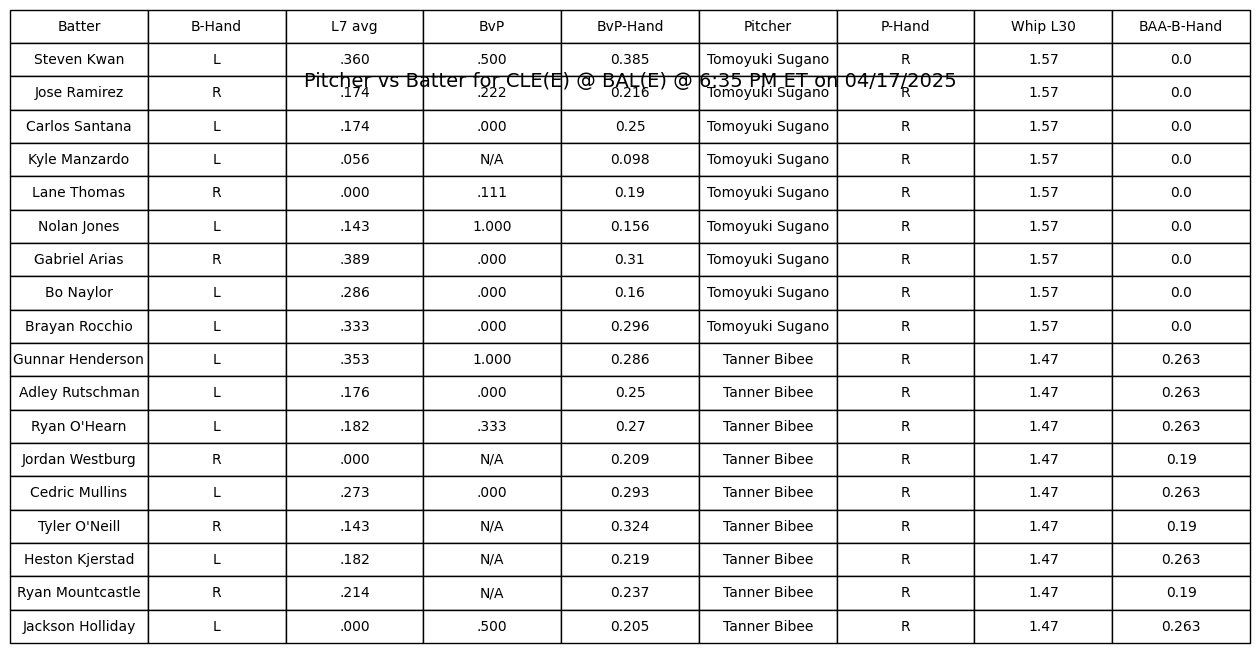 Batter B-Hand L7 avg BvP BvP-Hand Pitcher P-Hand Whip L30 BAA-B-Hand
Steven Kwan L .360 .500 0.385 Tomoyuki Sugano R 1.57 0.0
Pitcher vs Batter for CLE(E) @ BAL(E) @ 6:35 PM ET on 04/17/2025
Jose Ramirez R .174 .222 0.216 Tomoyuki Sugano R 1.57 0.0
Carlos Santana L .174 .000 0.25 Tomoyuki Sugano R 1.57 0.0
Kyle Manzardo L .056 N/A 0.098 Tomoyuki Sugano R 1.57 0.0
Lane Thomas R .000 .111 0.19 Tomoyuki Sugano R 1.57 0.0
Nolan Jones L .143 1.000 0.156 Tomoyuki Sugano R 1.57 0.0
Gabriel Arias R .389 .000 0.31 Tomoyuki Sugano R 1.57 0.0
Bo Naylor L .286 .000 0.16 Tomoyuki Sugano R 1.57 0.0
Brayan Rocchio L .333 .000 0.296 Tomoyuki Sugano R 1.57 0.0
Gunnar Henderson L .353 1.000 0.286 Tanner Bibee R 1.47 0.263
Adley Rutschman L .176 .000 0.25 Tanner Bibee R 1.47 0.263
Ryan O'Hearn L .182 .333 0.27 Tanner Bibee R 1.47 0.263
Jordan Westburg R .000 N/A 0.209 Tanner Bibee R 1.47 0.19
Cedric Mullins L .273 .000 0.293 Tanner Bibee R 1.47 0.263
Tyler O'Neill R .143 N/A 0.324 Tanner Bibee R 1.47 0.19
Heston Kjerstad L .182 N/A 0.219 Tanner Bibee R 1.47 0.263
Ryan Mountcastle R .214 N/A 0.237 Tanner Bibee R 1.47 0.19
Jackson Holliday L .000 .500 0.205 Tanner Bibee R 1.47 0.263